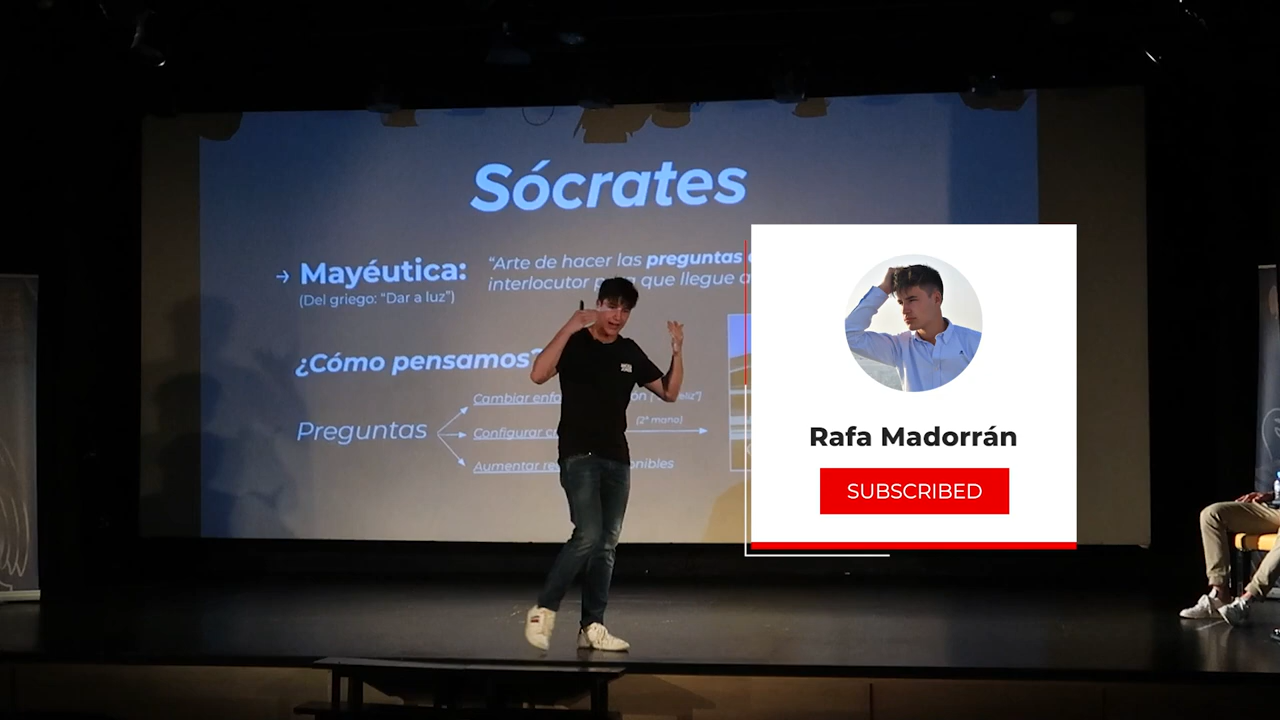 Sócrates
→ Mayéutica:
(Del griego: “Dar a luz”)
“Arte de hacer las preguntas
interlocutor que llegue
¿Cómo pensamos?
Preguntas
Cambiar
Configurar
(2ª mano)
Aumentar
Rafa Madorrán
SUBSCRIBED